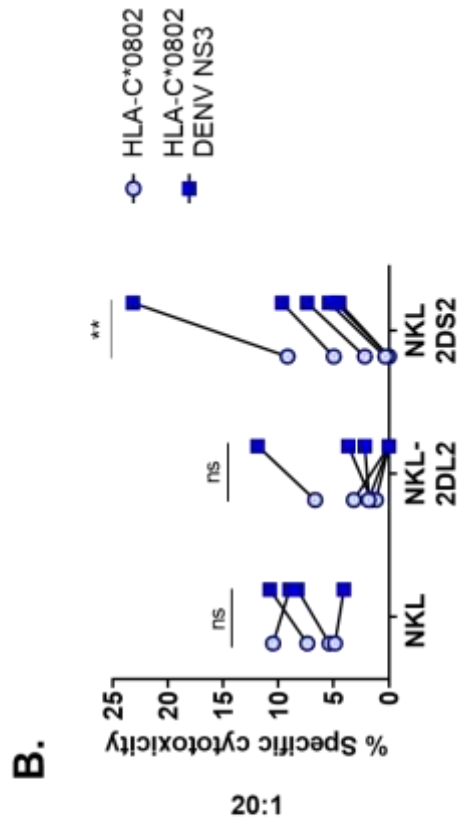 B.
20:1
% Specific cytotoxicity
25
20
15
10
5
0
ns
ns
**
NKL
NKL-
2DL2
NKL
2DS2
HLA-C*0802
HLA-C*0802
DENV NS3